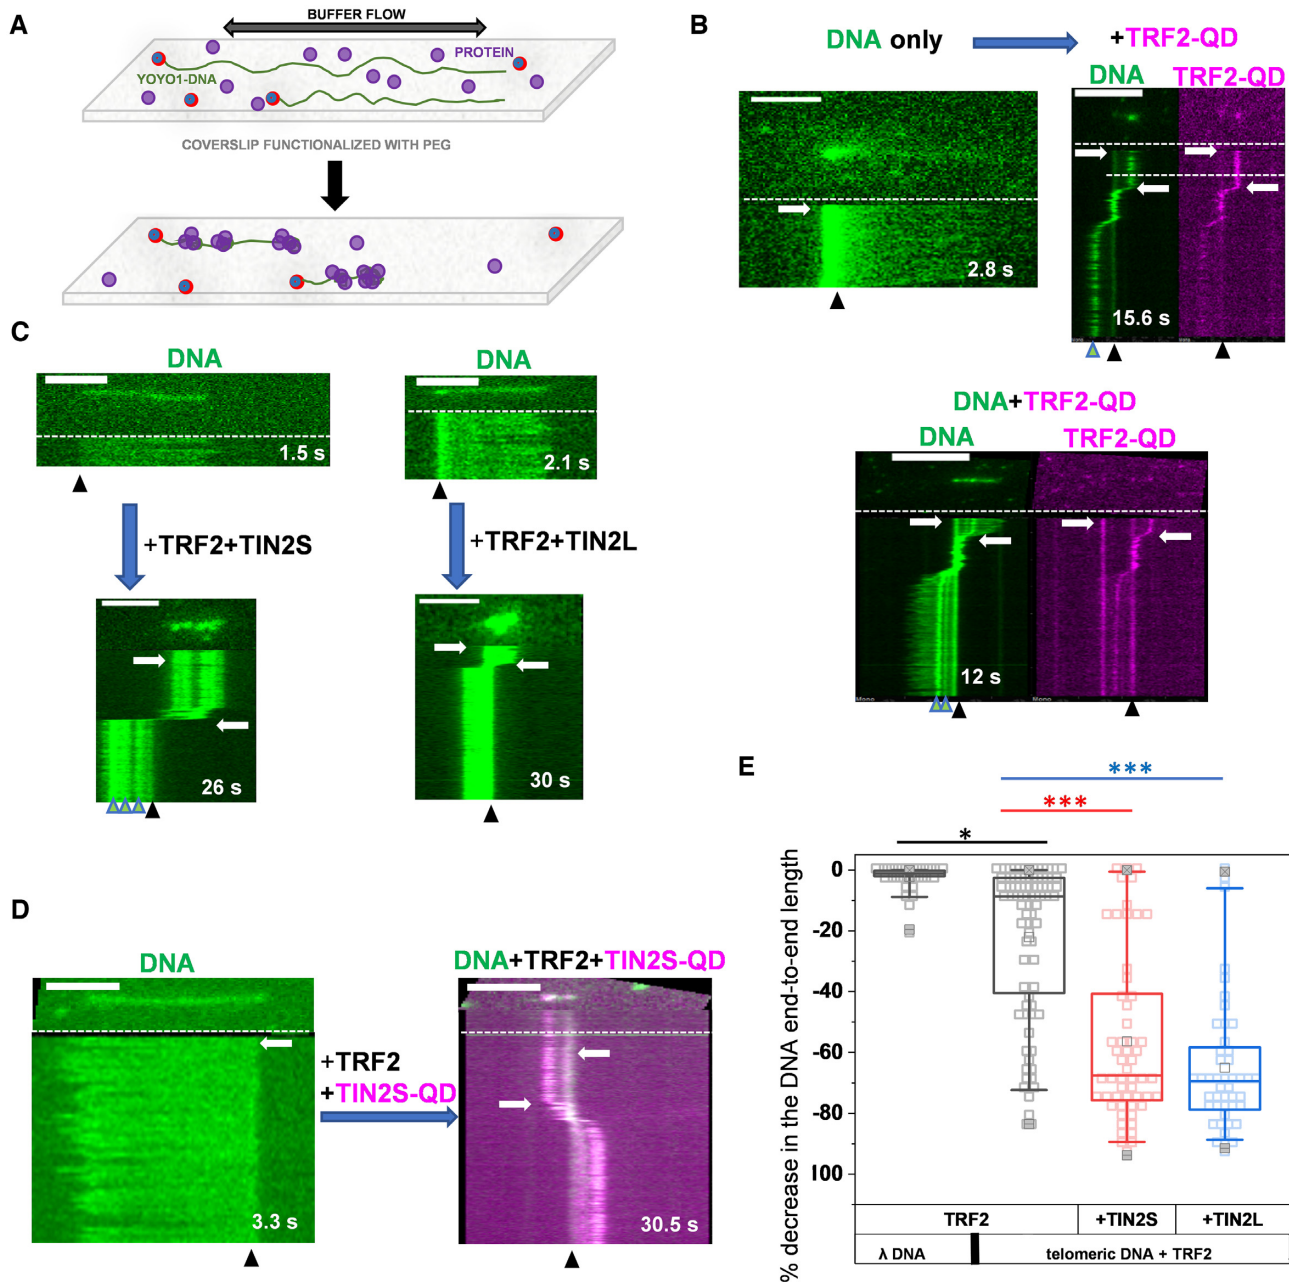 A
BUFFER FLOW
PROTEIN
YOYO1-DNA
COVERSLIP FUNCTIONALIZED WITH PEG
B
DNA only
+TRF2-QD
DNA
TRF2-QD
2.8 s
15.6 s
DNA+TRF2-QD
DNA
TRF2-QD
12 s
C
DNA
DNA
1.5 s
2.1 s
+TRF2+TIN2S
+TRF2+TIN2L
26 s
30 s
D
DNA
DNA+TRF2+TIN2S-QD
+TRF2
+TIN2S-QD
3.3 s
30.5 s
E
***
***
*
% decrease in the DNA end-to-end length
0
-20
-40
-60
-80
100
TRF2
+TIN2S
+TIN2L
λ DNA
telomeric DNA + TRF2